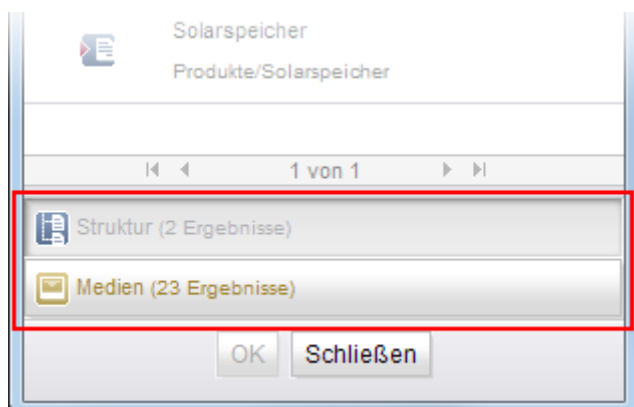 Solarspeicher
Produkte/Solarspeicher
1 von 1
Struktur (2 Ergebnisse)
Medien (23 Ergebnisse)
OK Schließen